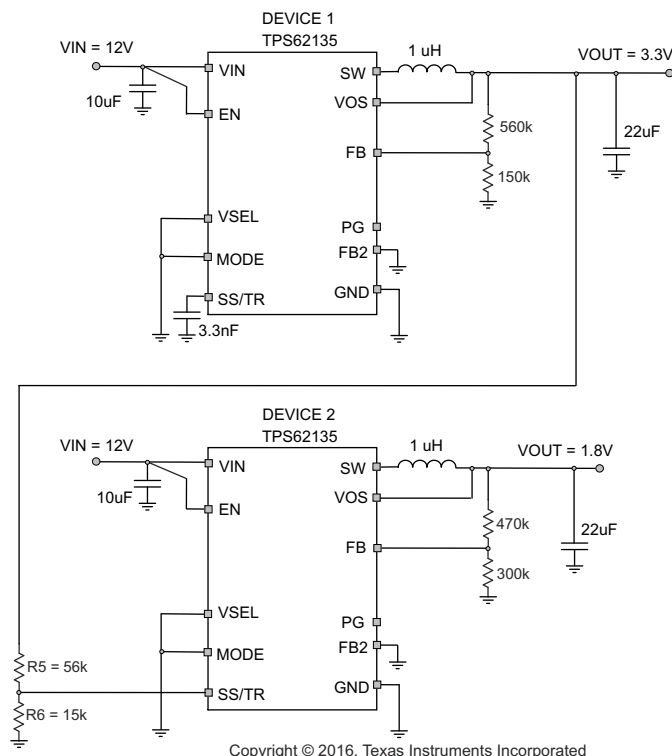 DEVICE 1
TPS62135
VIN = 12V
1 uH
VOUT = 3.3V
VIN
SW
10uF
VOS
EN
560k
22uF
FB
150k
VSEL
PG
FB2
MODE
GND
SS/TR
3.3nF
DEVICE 2
TPS62135
VIN = 12V
1 uH
VOUT = 1.8V
VIN
SW
10uF
VOS
EN
470k
22uF
FB
300k
VSEL
PG
FB2
MODE
R5 = 56k
GND
SS/TR
R6 = 15k
Copyright © 2016, Texas Instruments Incorporated